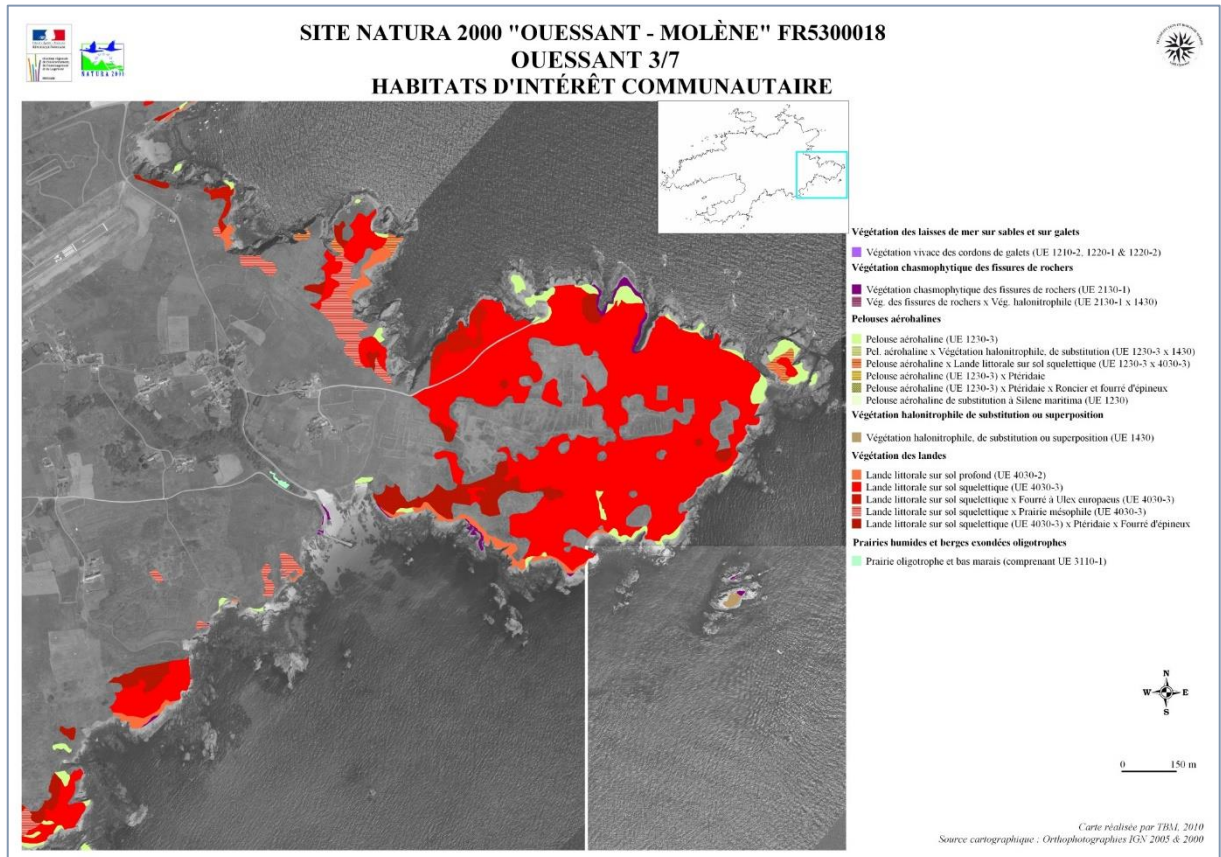 SITE NATURA 2000 "OUESSANT - MOLÈNE" FR5300018
OUESSANT 3/7
HABITATS D'INTÉRÊT COMMUNAUTAIRE
NATURA 2000
Végétation des laisses de mer sur sables et sur galets
Végétation vivace des cordons de galets (UE 1210-2, 1220-1 & 1220-2)
Végétation chasmophytique des fissures de rochers
Végétation chasmophytique des fissures de rochers (UE 2130-1)
Vég. des fissures de rochers x Vég. halonitrophile (UE 2130-1 x 1430)
Pelouses aérohalines
Pelouse aérohaline (UE 1230-3)
Pel. aérohaline x Végétation halonitrophile, de substitution (UE 1230-3 x 1430)
Pelouse aérohaline x Lande littorale sur sol squelettique (UE 1230-3 x 4030-3)
Pelouse aérohaline (UE 1230-3) x Ptéridaie
Pelouse aérohaline (UE 1230-3) x Ptéridaie x Roncier et fourré d'épineux
Pelouse aérohaline de substitution à Silene maritima (UE 1230)
Végétation halonitrophile de substitution ou superposition
Végétation halonitrophile, de substitution ou superposition (UE 1430)
Végétation des landes
Lande littorale sur sol profond (UE 4030-2)
Lande littorale sur sol squelettique (UE 4030-3)
Lande littorale sur sol squelettique x Fourré à Ulex europaeus (UE 4030-3)
Lande littorale sur sol squelettique x Prairie mésophile (UE 4030-3)
Lande littorale sur sol squelettique (UE 4030-3) x Ptéridaie x Fourré d'épineux
Prairies humides et berges exondées oligotrophes
Prairie oligotrophe et bas marais (comprenant UE 3110-1)
N
W E
S
0 150 m
Carte réalisée par TBM, 2010
Source cartographique : Orthophotographies IGN 2005 & 2000